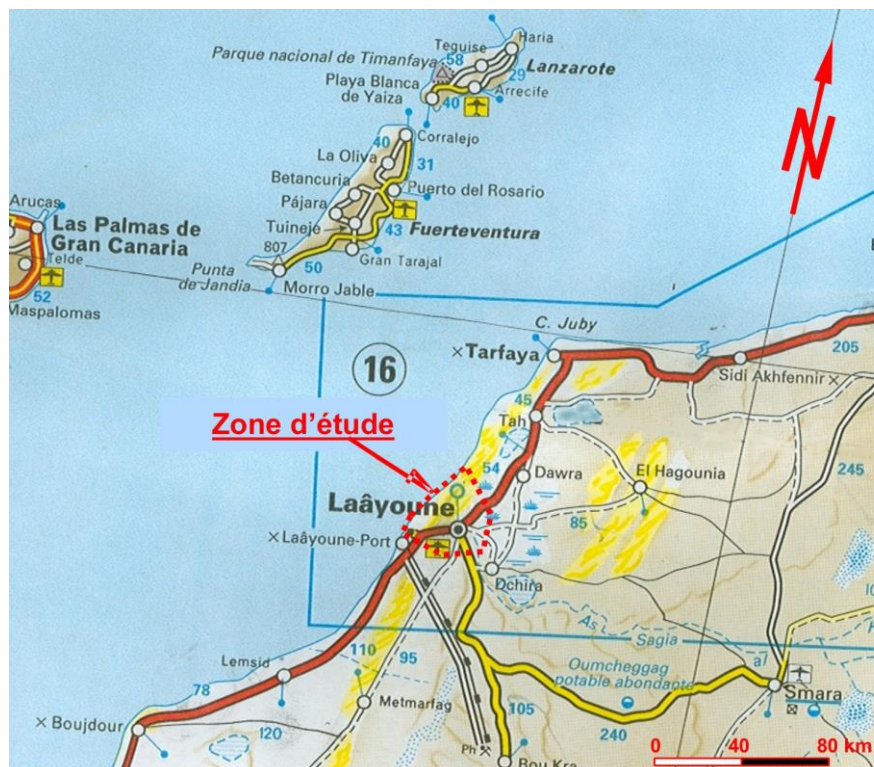 Haria
Teguise
Parque nacional de Timanfaya
58
29
Lanzarote
Playa Blanca
de Yaiza
40
Arrecife
N
40
Corralejo
La Oliva
31
Betancuria
Puerto del Rosario
Pájara
Arucas
Las Palmas de
Gran Canaria
Tuineje
43
Fuerteventura
807
Telde
Punta
de Jandia
50
Gran Tarajal
52
Morro Jable
Maspalomas
C. Juby
16
Tarfaya
205
Sidi Akhfennir
Zone d'étude
45
Tah
54
Dawra
El Hagounia
245
Laâyoune
85
Laâyoune-Port
Dchira
As
Sagia
al
Lemsid
110
95
Oumcheggag
potable abondante
78
Metmarfag
Smara
Boujdour
120
105
240
Ph
Bou Kra
0 40 80 km